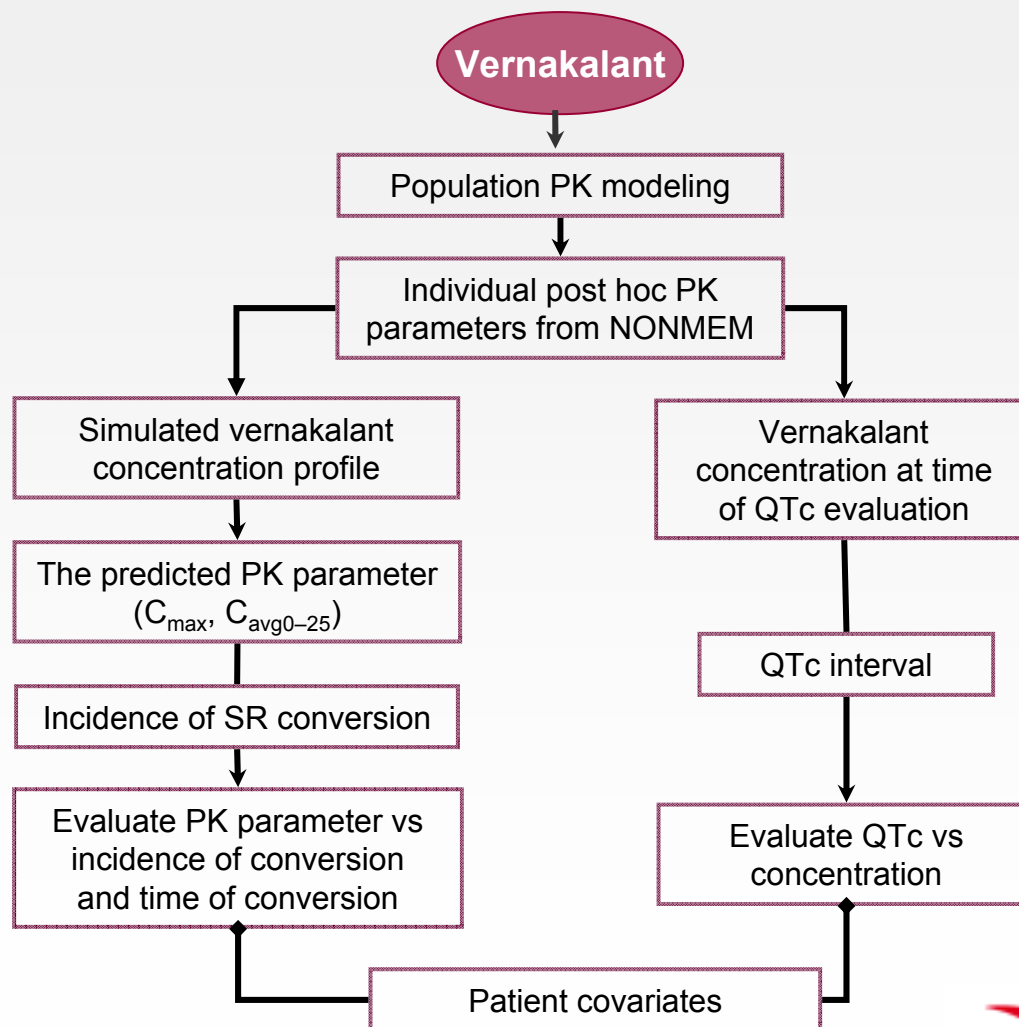 Vernakalant
Population PK modeling
Individual post hoc PK
parameters from NONMEM
Simulated vernakalant
concentration profile
The predicted PK parameter
(Cmax, Cavg0–25)
Incidence of SR conversion
Evaluate PK parameter vs
incidence of conversion
and time of conversion
Vernakalant
concentration at time
of QTc evaluation
QTc interval
Evaluate QTc vs
concentration
Patient covariates